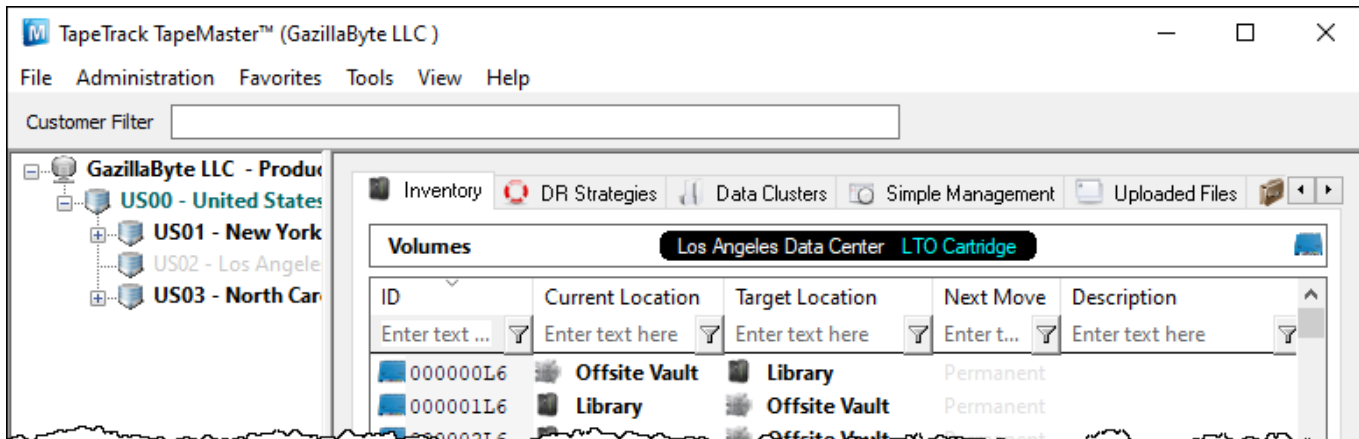 TapeTrack TapeMaster™ (GazillaByte LLC )
File Administration Favorites Tools View Help
Customer Filter
GazillaByte LLC - Produc
US00 - United States
US01 - New York
US02 - Los Angele
US03 - North Car
Inventory DR Strategies Data Clusters Simple Management Uploaded Files
Volumes Los Angeles Data Center LTO Cartridge
ID Current Location Target Location Next Move Description
Enter text ... Enter text here Enter text here Enter t... Enter text here
000000L6 Offsite Vault Library Permanent
000001L6 Library Offsite Vault Permanent
Offsite Vault